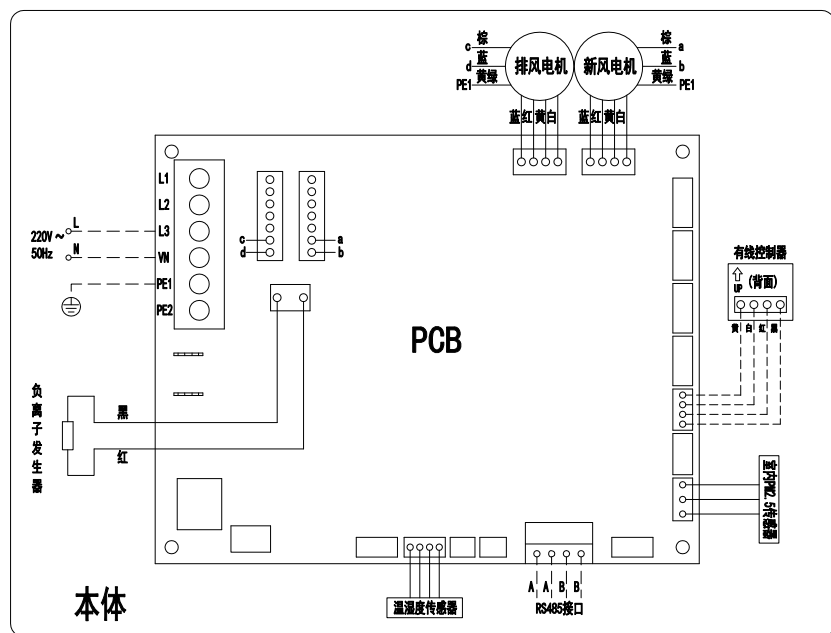 棕
c
蓝
d
黄绿
PE1
排风电机
新风电机
棕
a
蓝
b
黄绿
PE1
蓝 红 黄 白
蓝 红 黄 白
L1
L2
L3
VN
PE1
PE2
220V ~
50Hz
L
N
c
d
a
b
PCB
有线控制器
UP
(背面)
黄 白 红 黑
负离子发生器
黑
红
室内PM2.5传感器
温湿度传感器
A A B B
RS485接口
本体